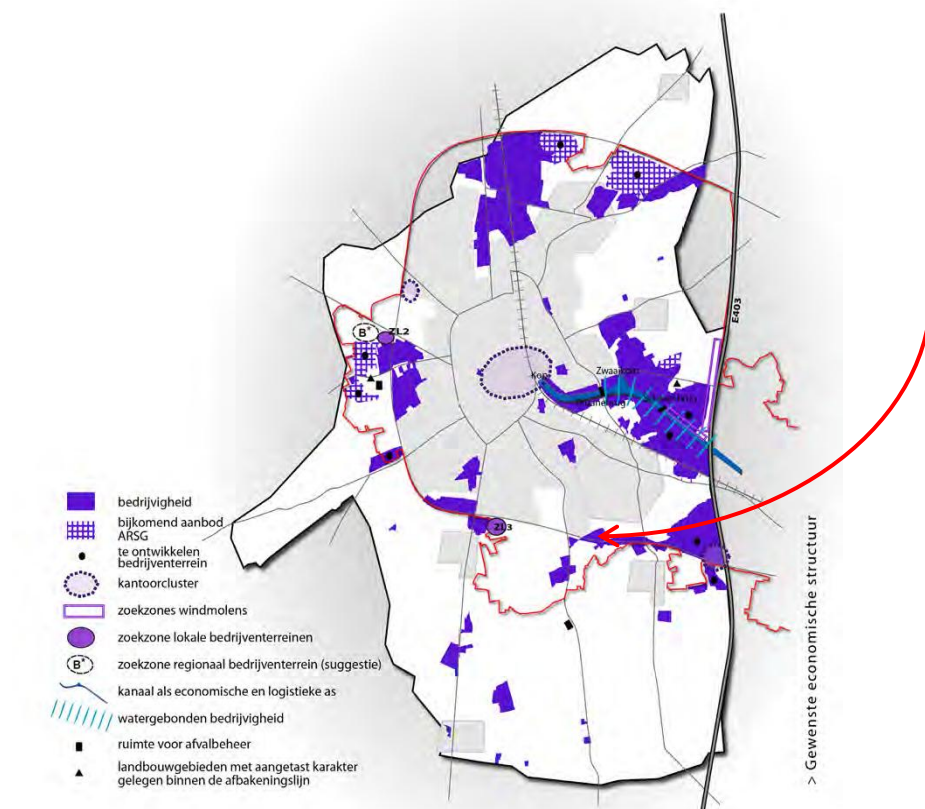 E403
ZL2
B*
Zwaaikom
ZL3
bedrijvigheid
bijkomend aanbod
ARSG
te ontwikkelen
bedrijventerrein
kantoorcluster
zoekzones windmolens
zoekzone lokale bedrijventerreinen
B* zoekzone regionaal bedrijventerrein (suggestie)
kanaal als economische en logistieke as
watergebonden bedrijvigheid
ruimte voor afvalbeheer
landbouwgebieden met aangetast karakter
gelegen binnen de afbakeningslijn
> Gewenste economische structuur